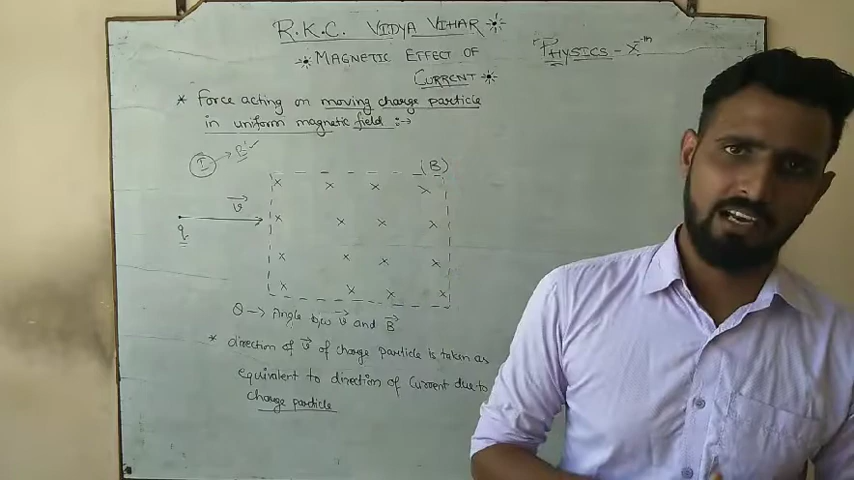 R.K.C. VIDYA VIHAR
PHYSICS - Xth
MAGNETIC EFFECT OF
CURRENT
* Force acting on moving charge particle
in uniform magnetic field :→
I → B
(B)
x x x x
v⃗
q
x x x x
x x x x
x x x x
θ → Angle b/w v⃗ and B⃗
* direction of v⃗ of charge particle is taken as
equivalent to direction of current due to
charge particle